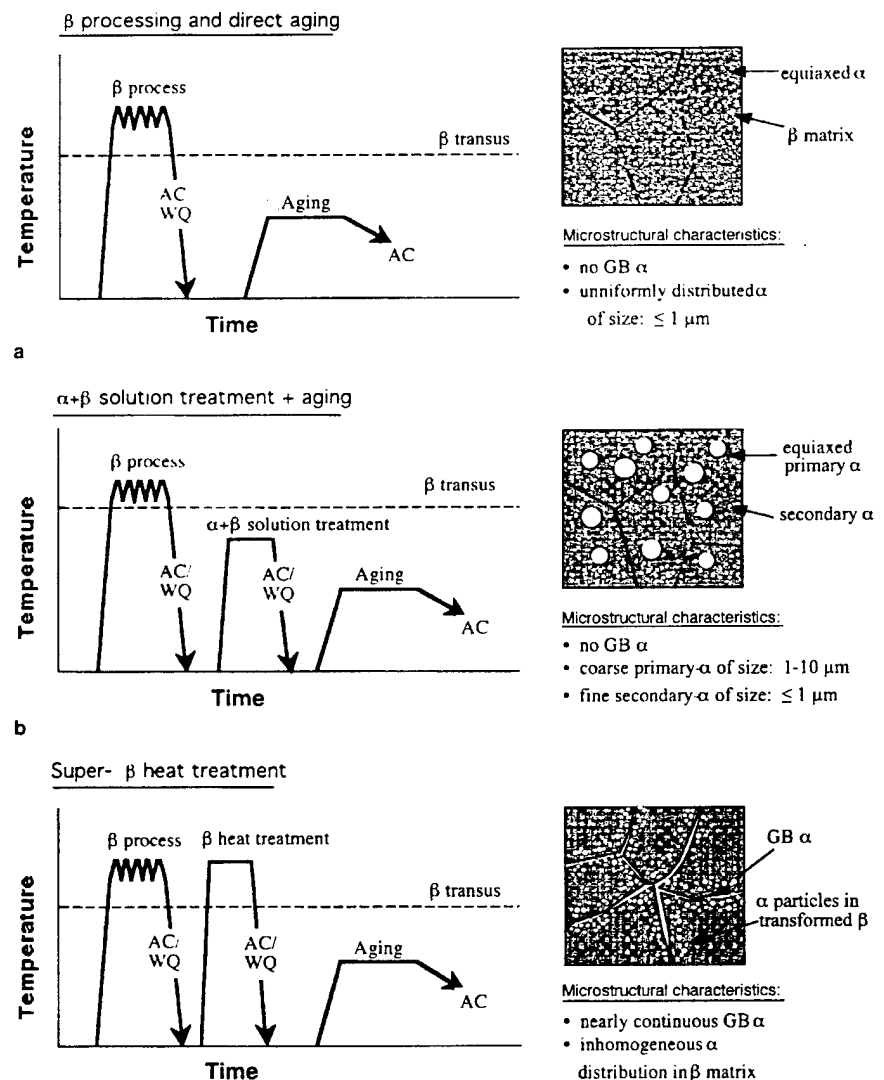 β processing and direct aging
β process
β transus
AC
WQ
Aging
AC
Temperature
Time
equiaxed α
β matrix
Microstructural characteristics:
• no GB α
• unniformly distributed α
of size: ≤ 1 μm
a
α+β solution treatment + aging
β process
β transus
α+β solution treatment
AC/
WQ
AC/
WQ
Aging
AC
Temperature
Time
equiaxed
primary α
secondary α
Microstructural characteristics:
• no GB α
• coarse primary-α of size: 1-10 μm
• fine secondary-α of size: ≤ 1 μm
b
Super- β heat treatment
β process
β heat treatment
β transus
AC/
WQ
AC/
WQ
Aging
AC
Temperature
Time
GB α
α particles in
transformed β
Microstructural characteristics:
• nearly continuous GB α
• inhomogeneous α
distribution in β matrix